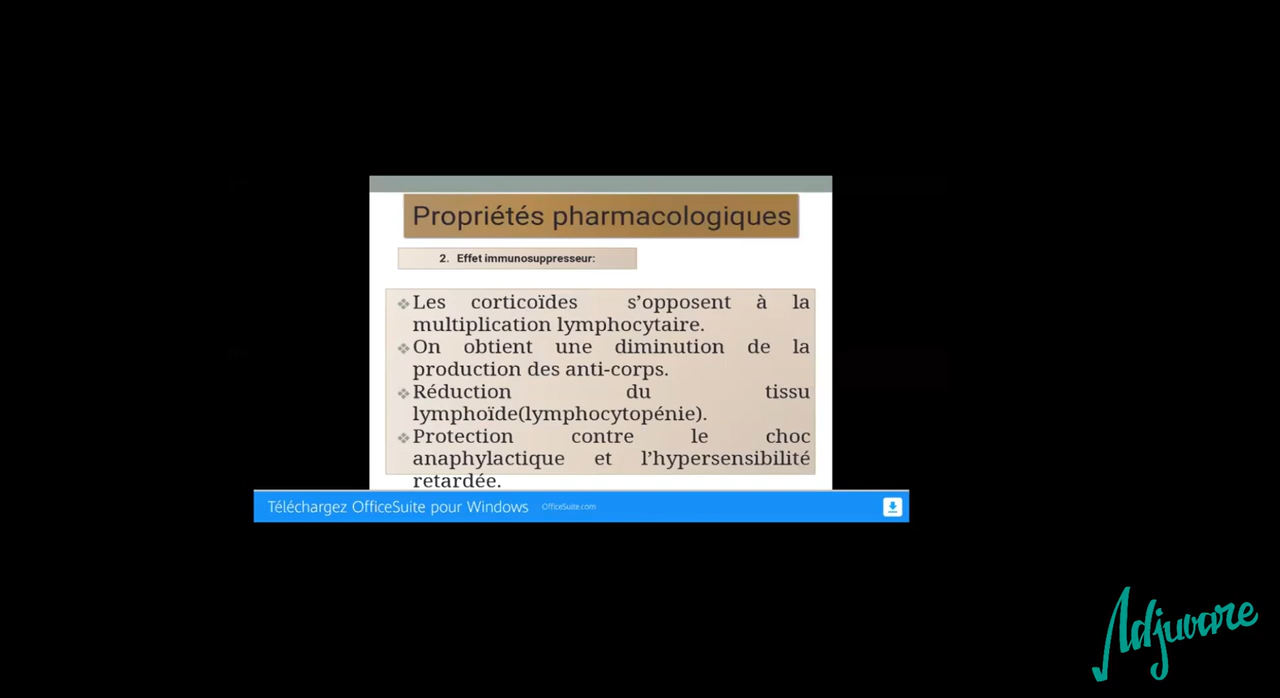 Propriétés pharmacologiques
2. Effet immunosuppresseur:
❖Les corticoïdes s’opposent à la
multiplication lymphocytaire.
❖On obtient une diminution de la
production des anti-corps.
❖Réduction du tissu
lymphoïde(lymphocytopénie).
❖Protection contre le choc
anaphylactique et l’hypersensibilité
retardée.
Téléchargez OfficeSuite pour Windows OfficeSuite.com
Adjuvare